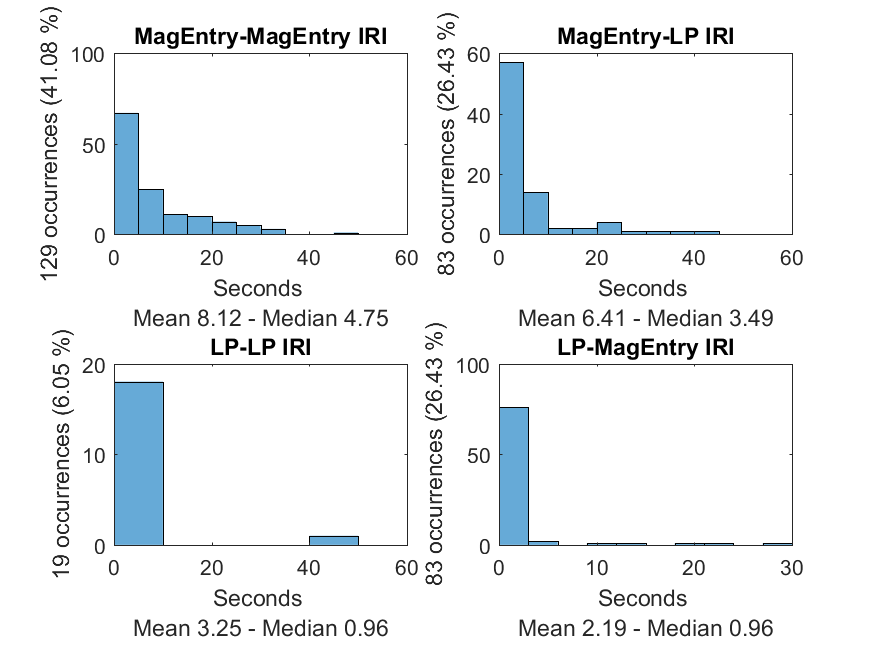 MagEntry-MagEntry IRI
129 occurrences (41.08 %)
100
50
0
0 20 40 60
Seconds
Mean 8.12 - Median 4.75
MagEntry-LP IRI
83 occurrences (26.43 %)
60
40
20
0
0 20 40 60
Seconds
Mean 6.41 - Median 3.49
LP-LP IRI
19 occurrences (6.05 %)
20
10
0
0 20 40 60
Seconds
Mean 3.25 - Median 0.96
LP-MagEntry IRI
83 occurrences (26.43 %)
100
50
0
0 10 20 30
Seconds
Mean 2.19 - Median 0.96